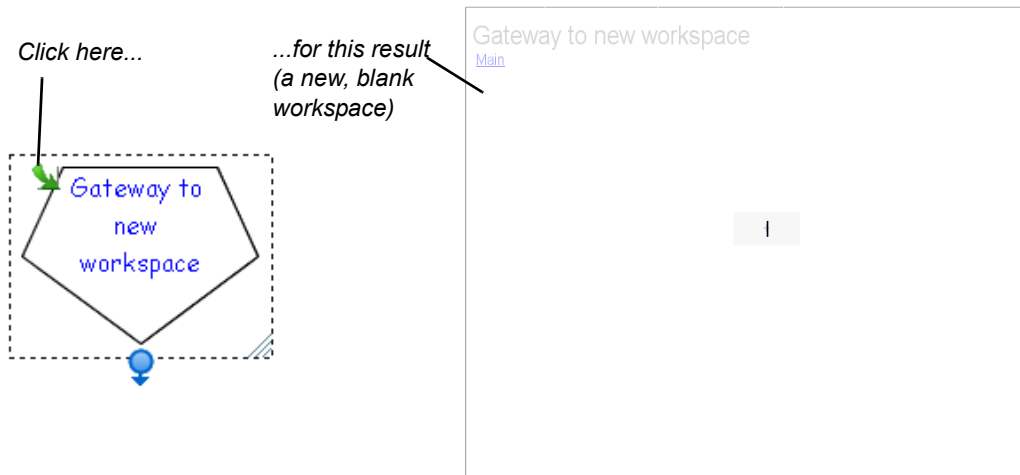 Click here...
...for this result
(a new, blank
workspace)
Gateway to
new
workspace
Gateway to new workspace
Main